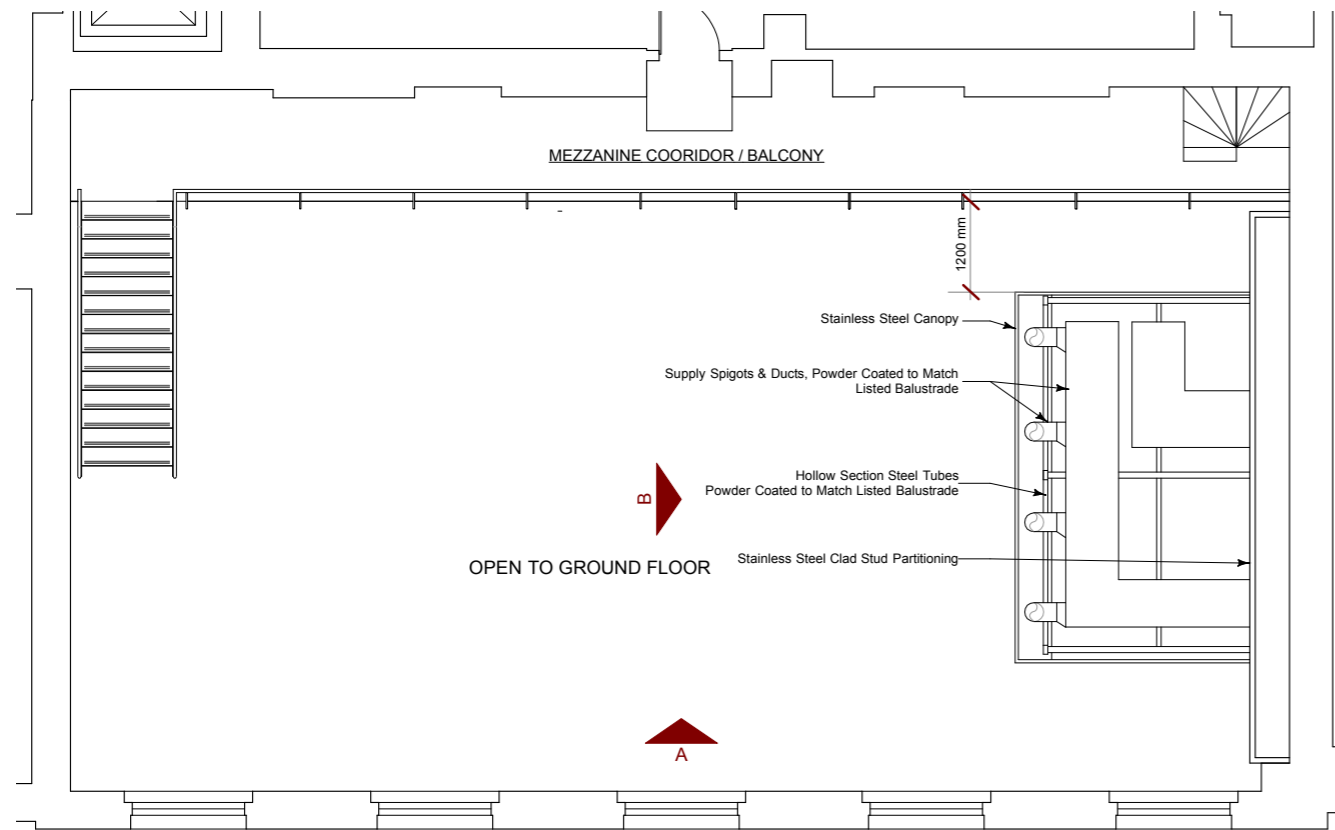 MEZZANINE COORIDOR / BALCONY
1200 mm
Stainless Steel Canopy
Supply Spigots & Ducts, Powder Coated to Match
Listed Balustrade
Hollow Section Steel Tubes
Powder Coated to Match Listed Balustrade
B
OPEN TO GROUND FLOOR
Stainless Steel Clad Stud Partitioning
A